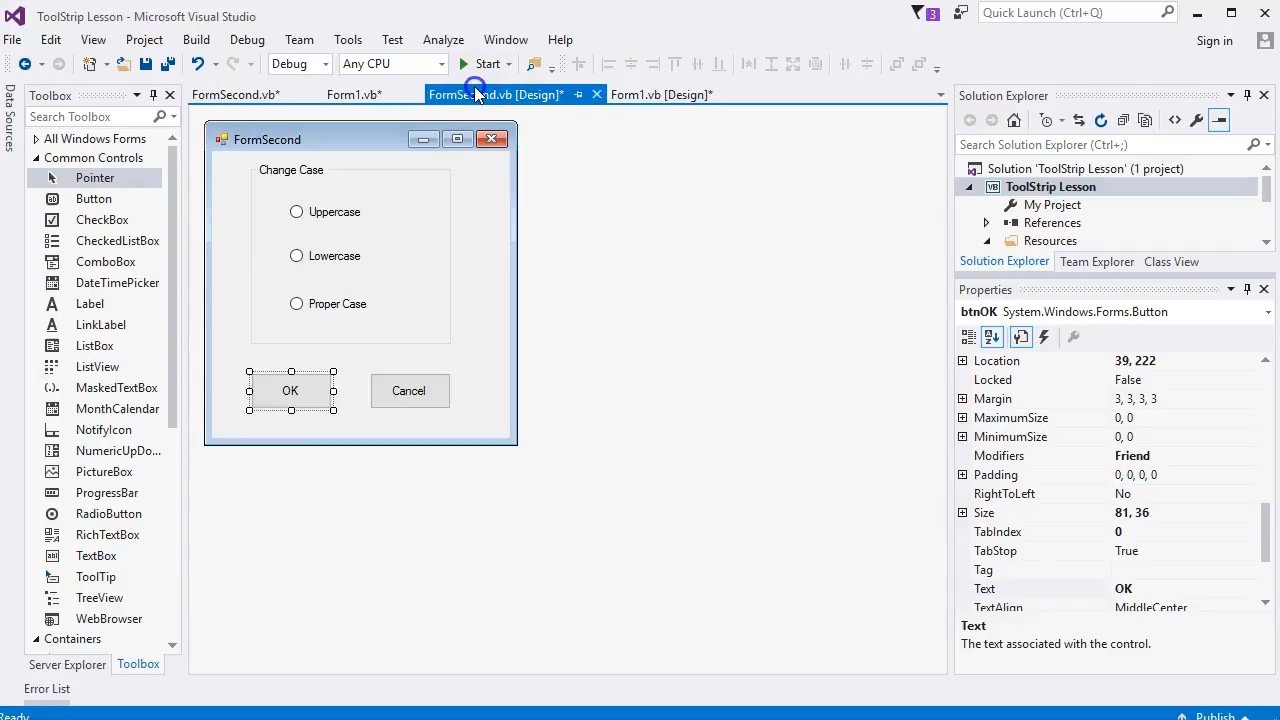 ToolStrip Lesson - Microsoft Visual Studio
3
Quick Launch (Ctrl+Q)
File Edit View Project Build Debug Team Tools Test Analyze Window Help
Sign in
Debug
Any CPU
Start
Data Sources
Toolbox
Search Toolbox
All Windows Forms
Common Controls
Pointer
Button
CheckBox
CheckedListBox
ComboBox
DateTimePicker
Label
LinkLabel
ListBox
ListView
MaskedTextBox
MonthCalendar
NotifyIcon
NumericUpDo...
PictureBox
ProgressBar
RadioButton
RichTextBox
TextBox
ToolTip
TreeView
WebBrowser
Containers
Server Explorer Toolbox
Error List
FormSecond.vb* Form1.vb* FormSecond.vb [Design]* Form1.vb [Design]*
FormSecond
Change Case
Uppercase
Lowercase
Proper Case
OK Cancel
Solution Explorer
Search Solution Explorer (Ctrl+;)
Solution 'ToolStrip Lesson' (1 project)
VB ToolStrip Lesson
My Project
References
Resources
Solution Explorer Team Explorer Class View
Properties
btnOK System.Windows.Forms.Button
Location 39, 222
Locked False
Margin 3, 3, 3, 3
MaximumSize 0, 0
MinimumSize 0, 0
Modifiers Friend
Padding 0, 0, 0, 0
RightToLeft No
Size 81, 36
TabIndex 0
TabStop True
Tag
Text OK
TextAlign MiddleCenter
Text
The text associated with the control.
Ready
Publish